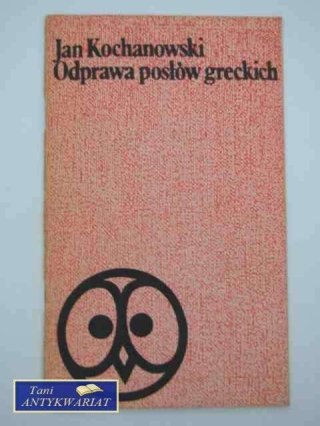 Jan Kochanowski
Odprawa posłów greckich
Tani
ANTYKWARIAT